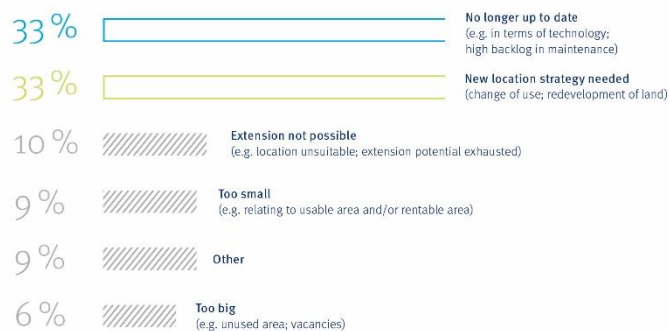 33 %
No longer up to date
(e.g. in terms of technology;
high backlog in maintenance)
33 %
New location strategy needed
(change of use; redevelopment of land)
10 %
Extension not possible
(e.g. location unsuitable; extension potential exhausted)
9 %
Too small
(e.g. relating to usable area and/or rentable area)
9 %
Other
6 %
Too big
(e.g. unused area; vacancies)